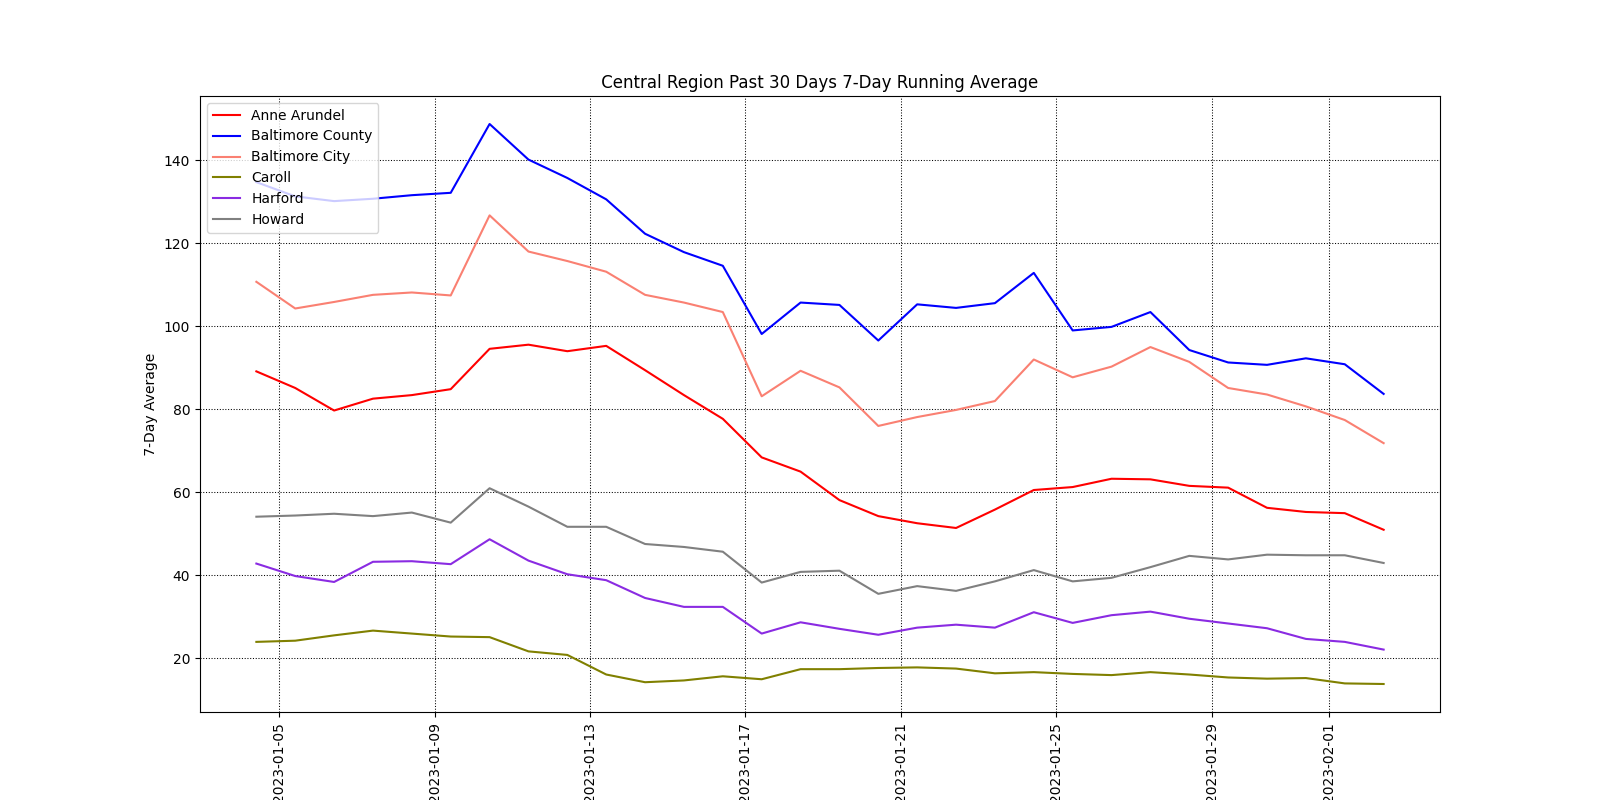 Central Region Past 30 Days 7-Day Running Average
Anne Arundel
Baltimore County
Baltimore City
Caroll
Harford
Howard
7-Day Average
140
120
100
80
60
40
20
2023-01-05
2023-01-09
2023-01-13
2023-01-17
2023-01-21
2023-01-25
2023-01-29
2023-02-01